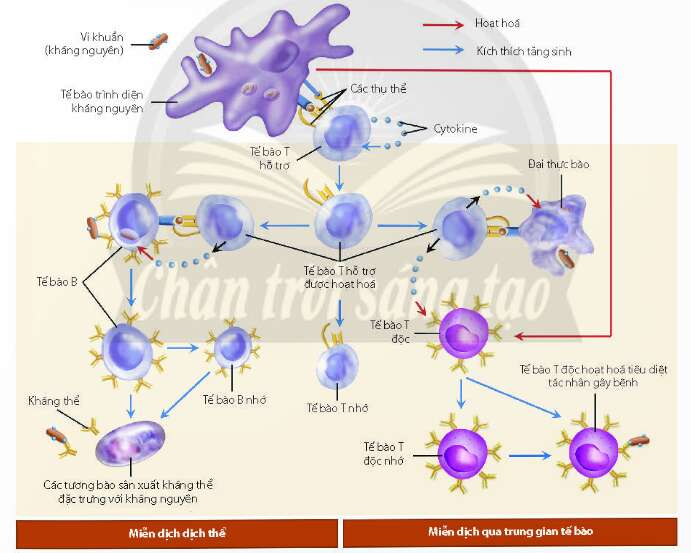 Vi khuẩn
(kháng nguyên)
Hoạt hoá
Kích thích tăng sinh
Tế bào trình diện
kháng nguyên
Các thụ thể
Cytokine
Tế bào T
hỗ trợ
Đại thực bào
Tế bào B
Tế bào T hỗ trợ
được hoạt hoá
Chân trời sáng tạo
Tế bào T
độc
Tế bào T độc hoạt hoá tiêu diệt
tác nhân gây bệnh
Kháng thể
Tế bào B nhớ
Tế bào T nhớ
Tế bào T
độc nhớ
Các tương bào sản xuất kháng thể
đặc trưng với kháng nguyên
Miễn dịch dịch thể
Miễn dịch qua trung gian tế bào